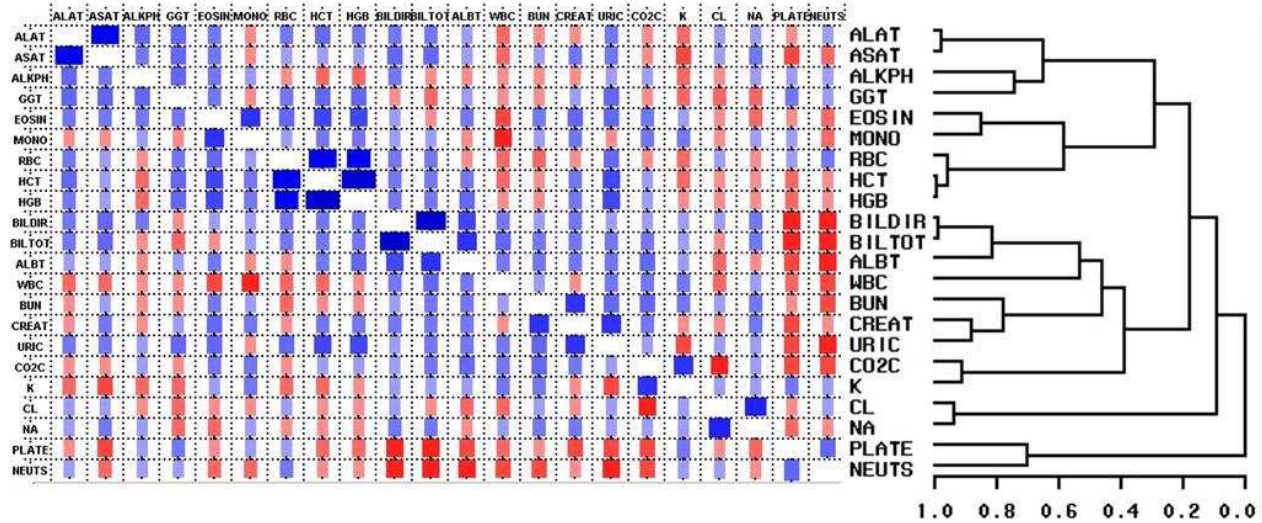 ALAT ASAT ALKPH GGT EOSIN MONO RBC HCT HGB BILDIR BILTOT ALBT WBC BUN CREAT URIC CO2C K CL NA PLATE NEUTS
ALAT ALAT
ASAT ASAT
ALKPH ALKPH
GGT GGT
EOSIN EOSIN
MONO MONO
RBC RBC
HCT HCT
HGB HGB
BILDIR BILDIR
BILTOT BILTOT
ALBT ALBT
WBC WBC
BUN BUN
CREAT CREAT
URIC URIC
CO2C CO2C
K K
CL CL
NA NA
PLATE PLATE
NEUTS NEUTS
1.0 0.8 0.6 0.4 0.2 0.0